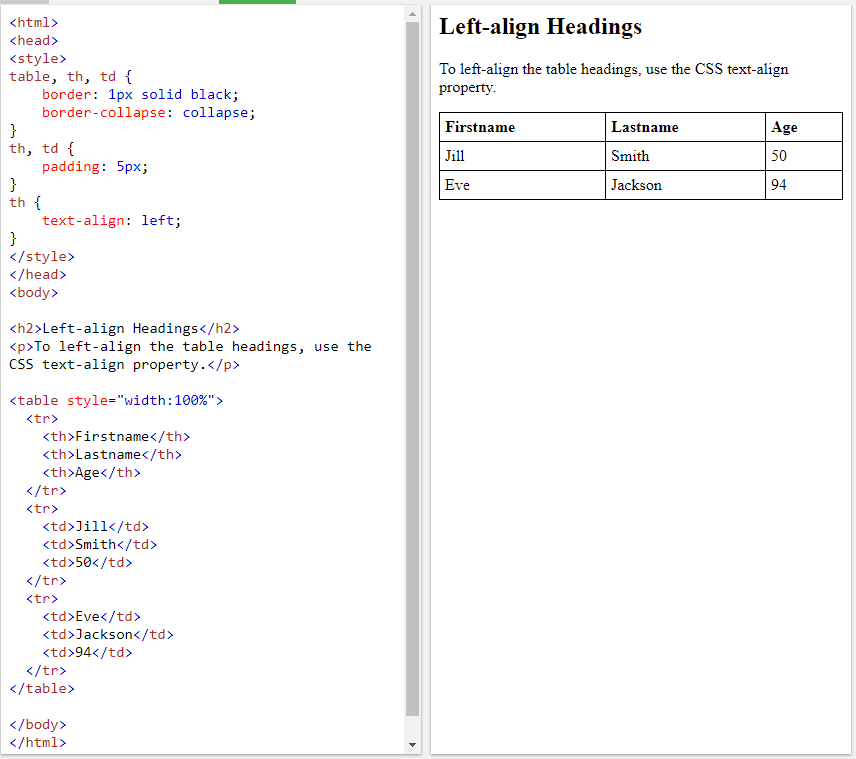 <html>
<head>
<style>
table, th, td {
    border: 1px solid black;
    border-collapse: collapse;
}
th, td {
    padding: 5px;
}
th {
    text-align: left;
}
</style>
</head>
<body>

<h2>Left-align Headings</h2>
<p>To left-align the table headings, use the
CSS text-align property.</p>

<table style="width:100%">
  <tr>
    <th>Firstname</th>
    <th>Lastname</th>
    <th>Age</th>
  </tr>
  <tr>
    <td>Jill</td>
    <td>Smith</td>
    <td>50</td>
  </tr>
  <tr>
    <td>Eve</td>
    <td>Jackson</td>
    <td>94</td>
  </tr>
</table>

</body>
</html>
Left-align Headings
To left-align the table headings, use the CSS text-align
property.
Firstname Lastname Age
Jill Smith 50
Eve Jackson 94